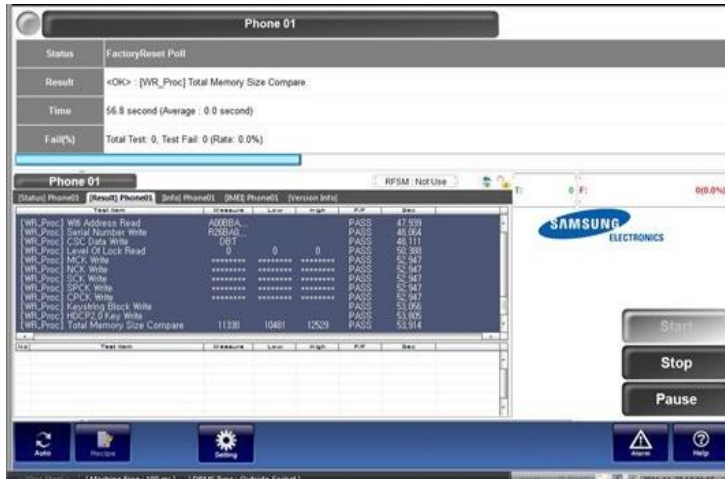 Phone 01
Status FactoryReset Poll
Result <OK> : [WR_Proc] Total Memory Size Compare
Time 56.8 second (Average : 0.0 second)
Fail(%) Total Test: 0, Test Fail: 0 (Rate: 0.0%)
Phone 01 RFSM : Not Use T: 0 F: 0(0.0%)
[Status] Phone01 [Result] Phone01 [Info] Phone01 [IMEI] Phone01 [Version Info]
Test Item Measure Low High P/F Sec
[WR_Proc] Wifi Address Read A00BBA... PASS 47,939
[WR_Proc] Serial Number Write R26BA0... PASS 48,064
[WR_Proc] CSC Data Write DBT PASS 48,111
[WR_Proc] Level Of Lock Read 0 0 0 PASS 50,388
[WR_Proc] MCK Write ******** ******** ******** PASS 52,947
[WR_Proc] NCK Write ******** ******** ******** PASS 52,947
[WR_Proc] SCK Write ******** ******** ******** PASS 52,947
[WR_Proc] SPCK Write ******** ******** ******** PASS 52,947
[WR_Proc] CPCK Write ******** ******** ******** PASS 52,947
[WR_Proc] Keystring Block Write PASS 53,056
[WR_Proc] HDCP2.0 Key Write PASS 53,805
[WR_Proc] Total Memory Size Compare 11338 10481 12529 PASS 53,914
SAMSUNG
ELECTRONICS
No Test Item Measure Low High P/F Sec
Start
Stop
Pause
Auto Recipe Setting Alarm Help